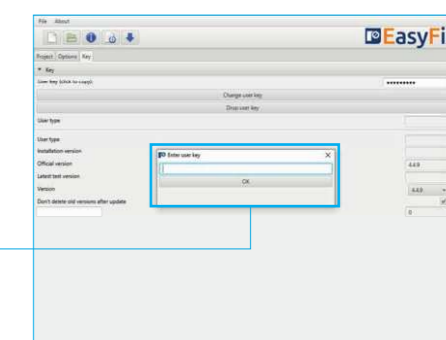 File About
EasyFi
Project Options Key
Key
User key (click to copy):
Change user key
Drop user key
User type
User type
Installation version
Official version 4.4.9
Latest test version
Version 4.4.9
Don't delete old versions after update
0
Enter user key
OK